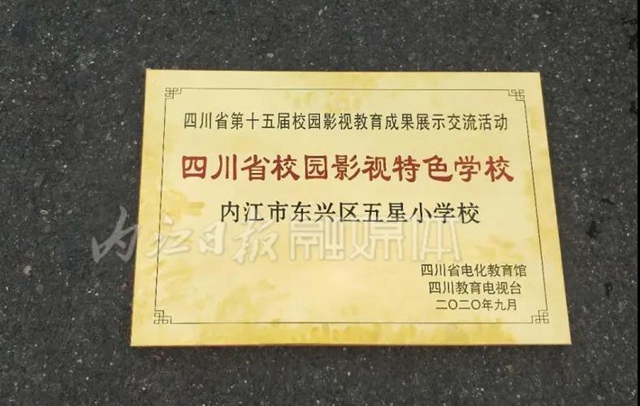 四川省第十五届校园影视教育成果展示交流活动
四川省校园影视特色学校
内江市东兴区五星小学校
内江日报融媒体
四川省电化教育馆
四川教育电视台
二〇二〇年九月